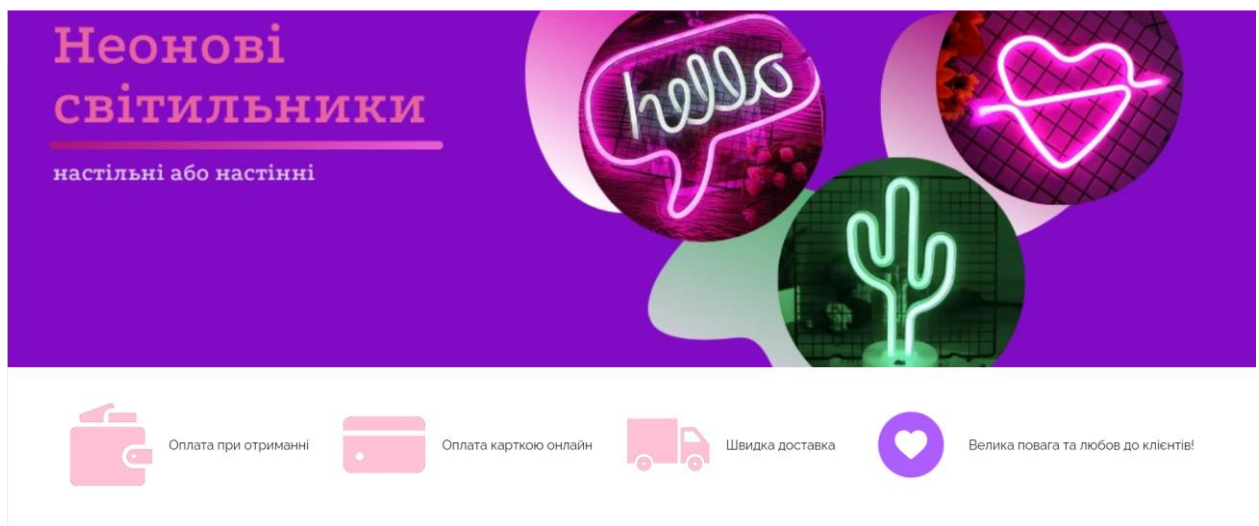 Неонові
світильники
настільні або настінні
hello
Оплата при отриманні
Оплата карткою онлайн
Швидка доставка
Велика повага та любов до клієнтів!